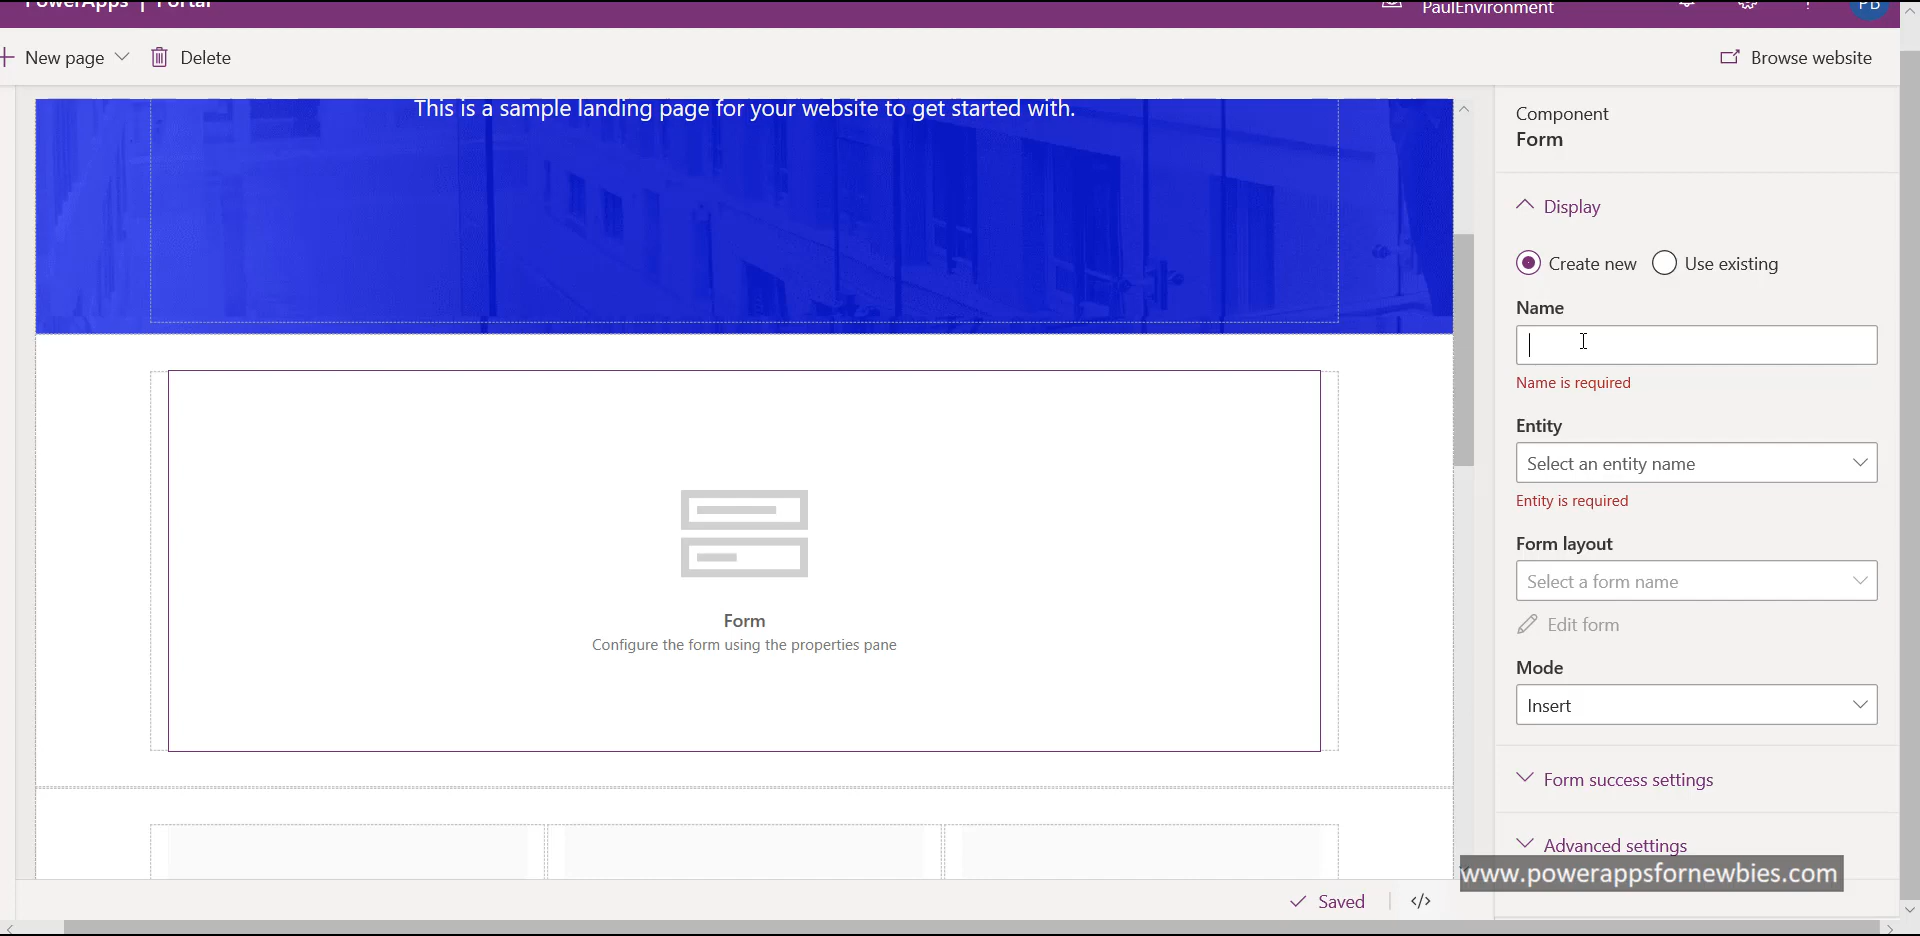 PowerApps | Portal
PaulEnvironment
PB
New page
Delete
Browse website
This is a sample landing page for your website to get started with.
Form
Configure the form using the properties pane
Component
Form
Display
Create new
Use existing
Name
Name is required
Entity
Select an entity name
Entity is required
Form layout
Select a form name
Edit form
Mode
Insert
Form success settings
Advanced settings
www.powerappsfornewbies.com
Saved
</>